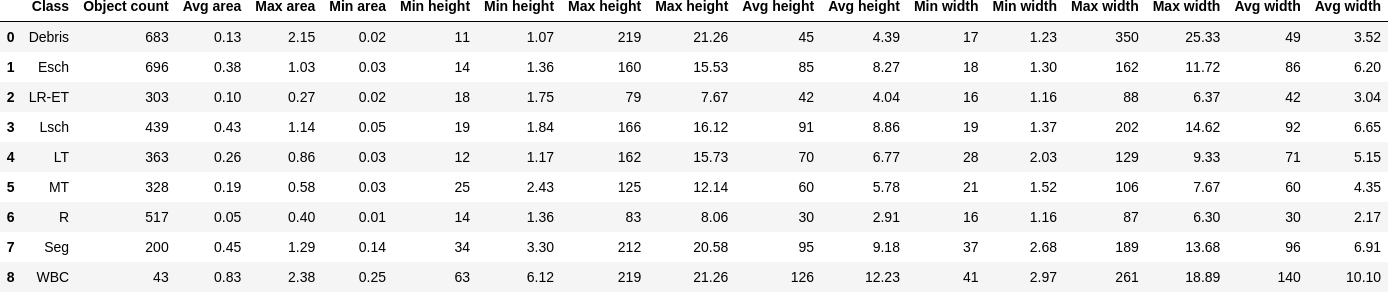 Class Object count Avg area Max area Min area Min height Min height Max height Max height Avg height Avg height Min width Min width Max width Max width Avg width Avg width
0 Debris 683 0.13 2.15 0.02 11 1.07 219 21.26 45 4.39 17 1.23 350 25.33 49 3.52
1 Esch 696 0.38 1.03 0.03 14 1.36 160 15.53 85 8.27 18 1.30 162 11.72 86 6.20
2 LR-ET 303 0.10 0.27 0.02 18 1.75 79 7.67 42 4.04 16 1.16 88 6.37 42 3.04
3 Lsch 439 0.43 1.14 0.05 19 1.84 166 16.12 91 8.86 19 1.37 202 14.62 92 6.65
4 LT 363 0.26 0.86 0.03 12 1.17 162 15.73 70 6.77 28 2.03 129 9.33 71 5.15
5 MT 328 0.19 0.58 0.03 25 2.43 125 12.14 60 5.78 21 1.52 106 7.67 60 4.35
6 R 517 0.05 0.40 0.01 14 1.36 83 8.06 30 2.91 16 1.16 87 6.30 30 2.17
7 Seg 200 0.45 1.29 0.14 34 3.30 212 20.58 95 9.18 37 2.68 189 13.68 96 6.91
8 WBC 43 0.83 2.38 0.25 63 6.12 219 21.26 126 12.23 41 2.97 261 18.89 140 10.10